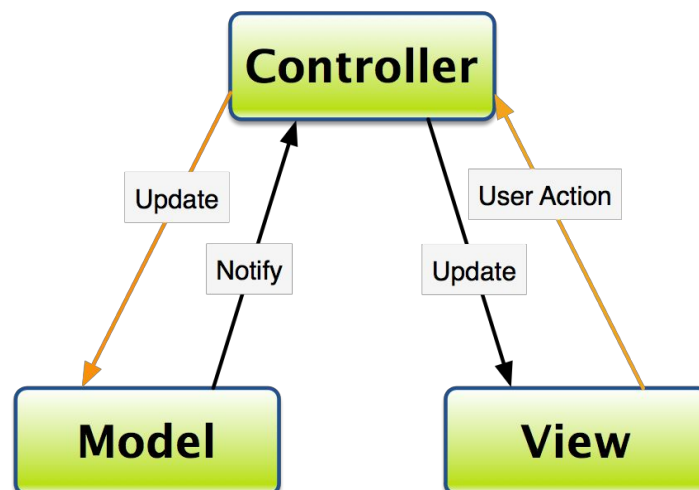 Controller
Update
User Action
Notify
Update
Model
View